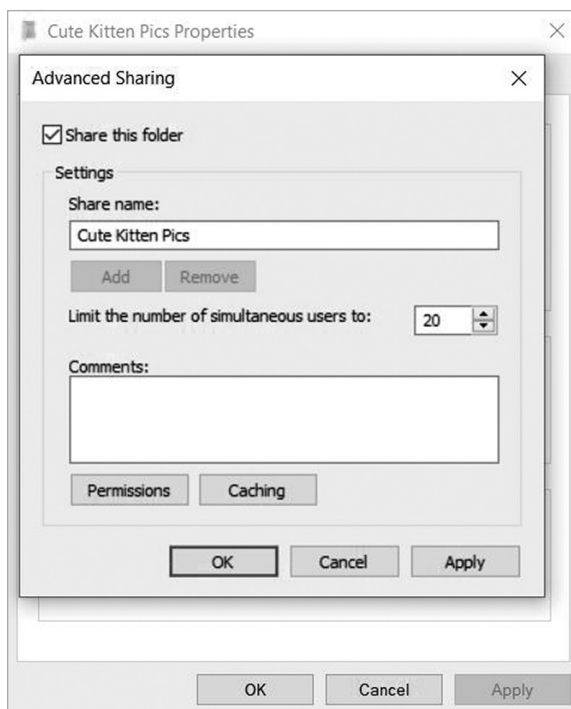 Cute Kitten Pics Properties
Advanced Sharing
Share this folder
Settings
Share name:
Cute Kitten Pics
Add Remove
Limit the number of simultaneous users to: 20
Comments:
Permissions Caching
OK Cancel Apply
OK Cancel Apply